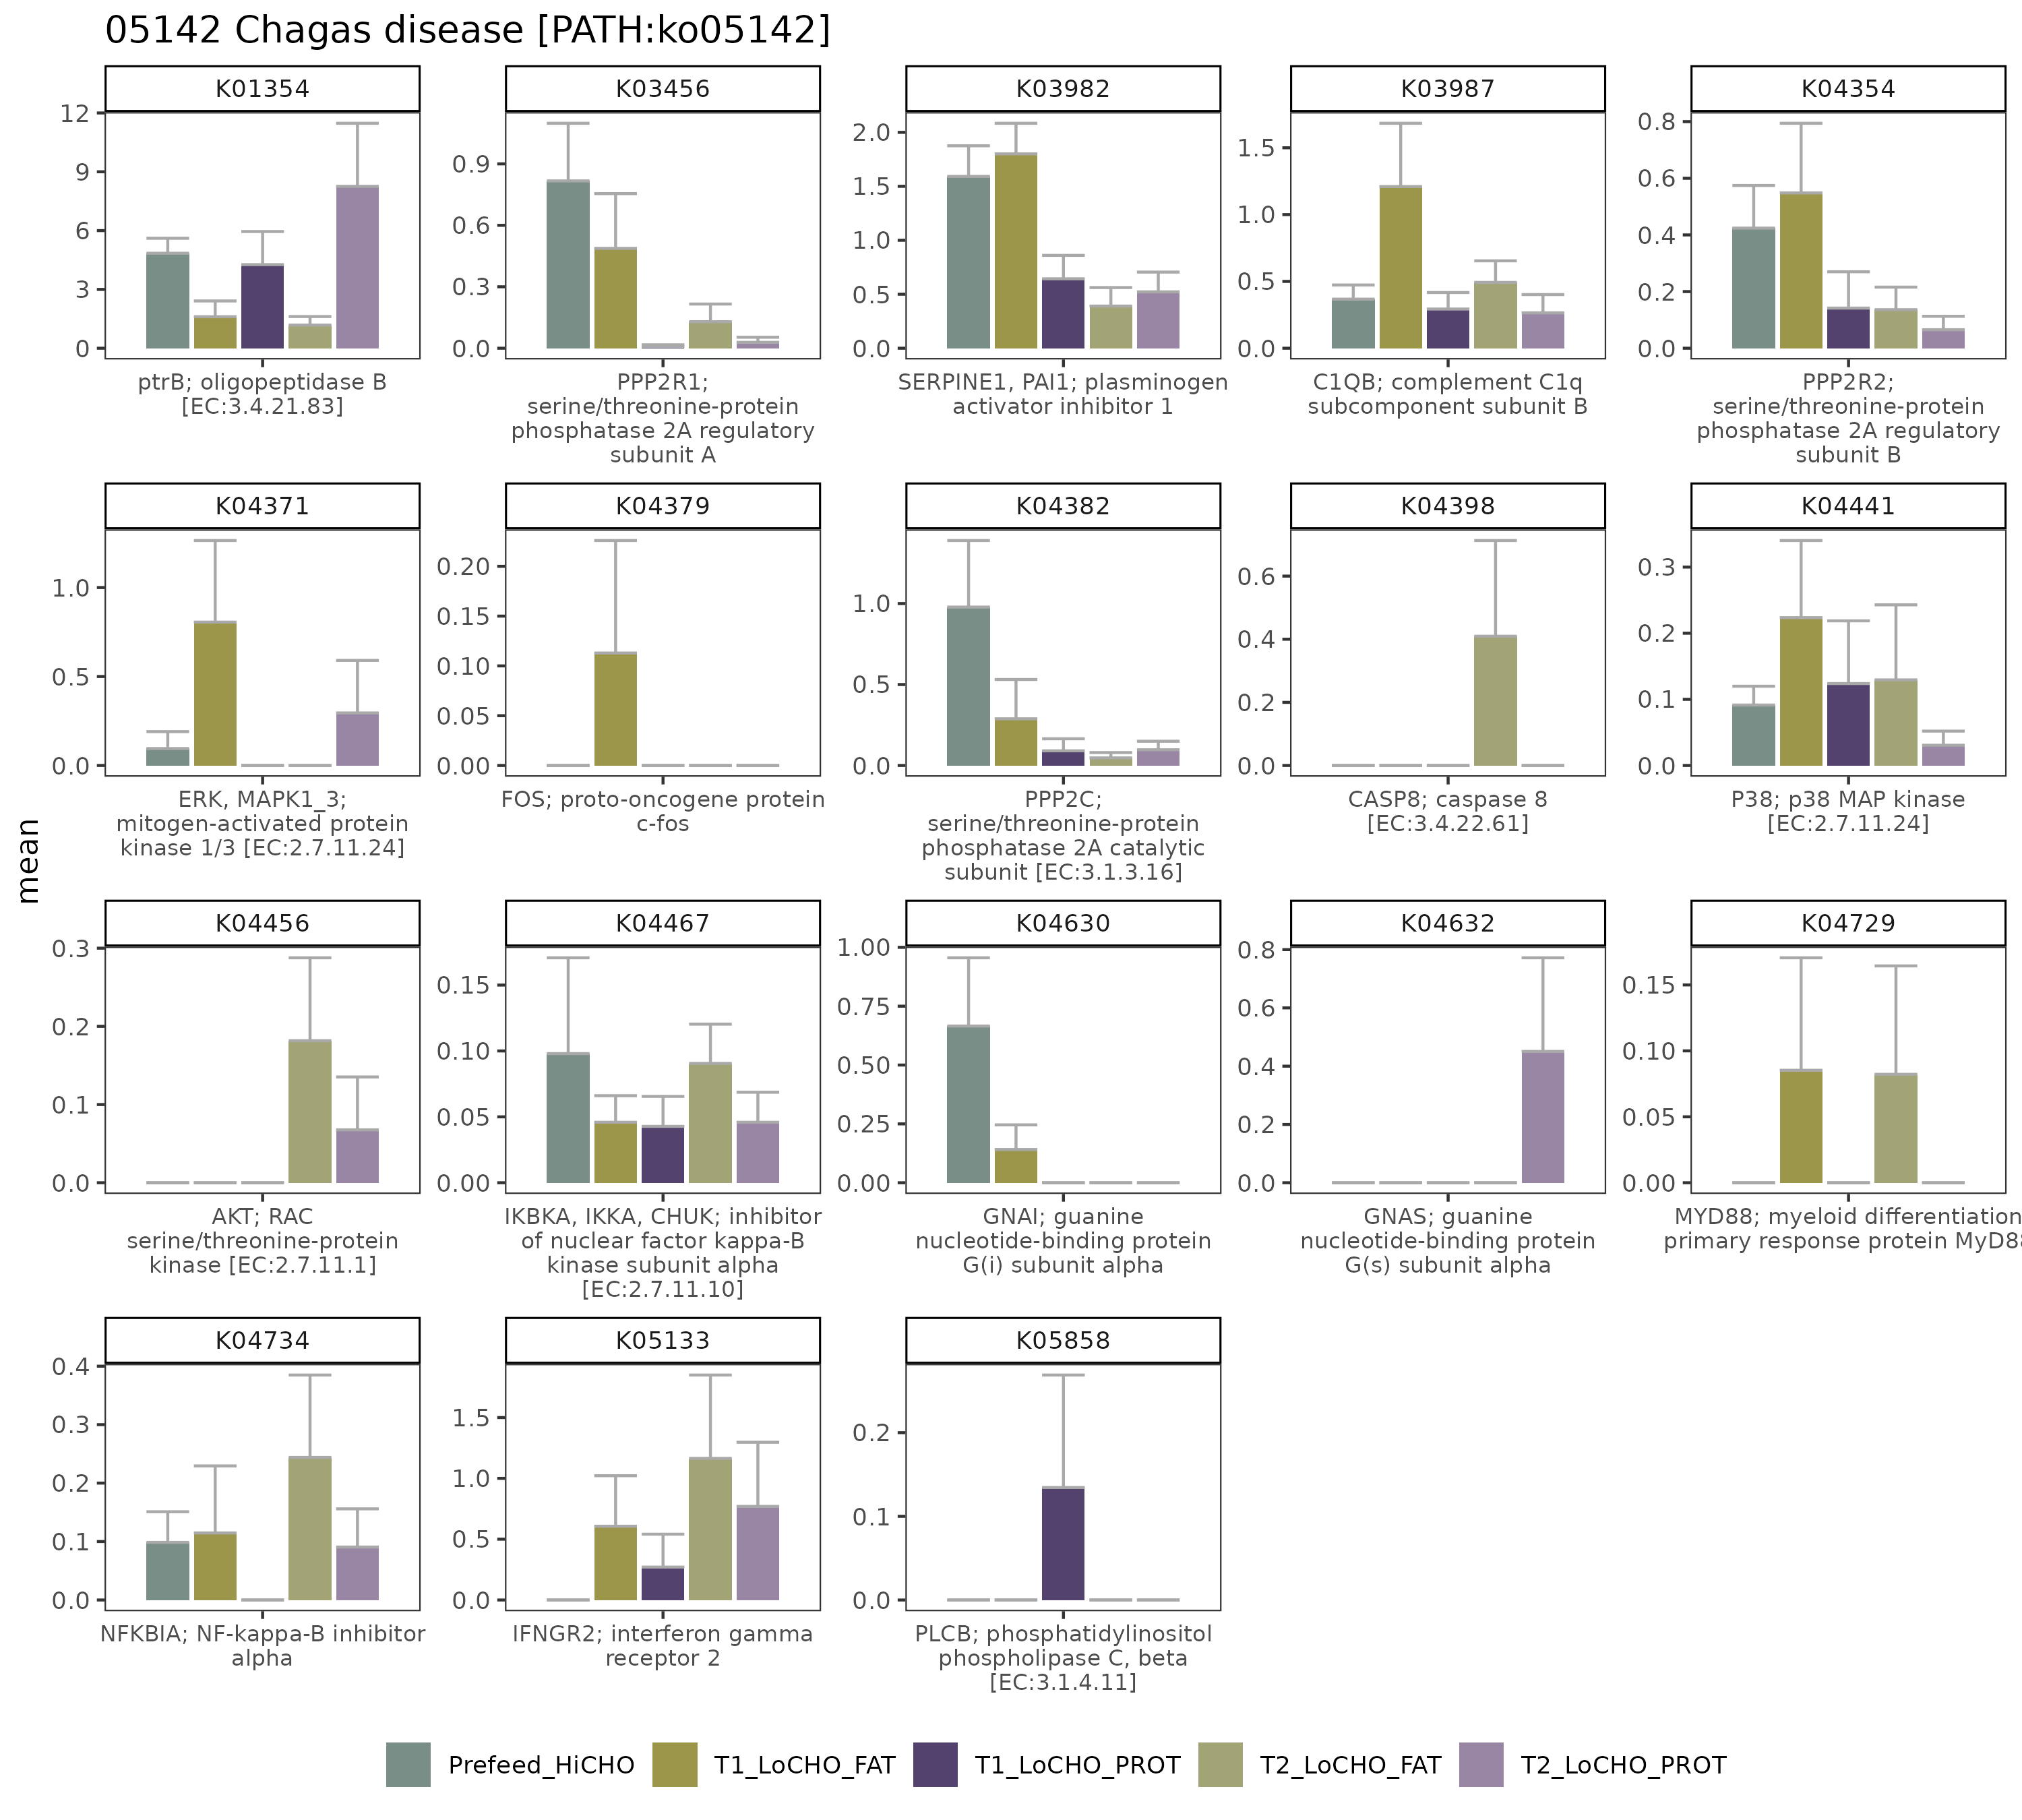 05142 Chagas disease [PATH:ko05142]
K01354
K03456
K03982
K03987
K04354
12
9
6
3
0
0.9
0.6
0.3
0.0
2.0
1.5
1.0
0.5
0.0
1.5
1.0
0.5
0.0
0.8
0.6
0.4
0.2
0.0
ptrB; oligopeptidase B
[EC:3.4.21.83]
PPP2R1;
serine/threonine-protein
phosphatase 2A regulatory
subunit A
SERPINE1, PAI1; plasminogen
activator inhibitor 1
C1QB; complement C1q
subcomponent subunit B
PPP2R2;
serine/threonine-protein
phosphatase 2A regulatory
subunit B
K04371
K04379
K04382
K04398
K04441
1.0
0.5
0.0
0.20
0.15
0.10
0.05
0.00
1.0
0.5
0.0
0.6
0.4
0.2
0.0
0.3
0.2
0.1
0.0
ERK, MAPK1_3;
mitogen-activated protein
kinase 1/3 [EC:2.7.11.24]
FOS; proto-oncogene protein
c-fos
PPP2C;
serine/threonine-protein
phosphatase 2A catalytic
subunit [EC:3.1.3.16]
CASP8; caspase 8
[EC:3.4.22.61]
P38; p38 MAP kinase
[EC:2.7.11.24]
mean
K04456
K04467
K04630
K04632
K04729
0.3
0.2
0.1
0.0
0.15
0.10
0.05
0.00
1.00
0.75
0.50
0.25
0.00
0.8
0.6
0.4
0.2
0.0
0.15
0.10
0.05
0.00
AKT; RAC
serine/threonine-protein
kinase [EC:2.7.11.1]
IKBKA, IKKA, CHUK; inhibitor
of nuclear factor kappa-B
kinase subunit alpha
[EC:2.7.11.10]
GNAI; guanine
nucleotide-binding protein
G(i) subunit alpha
GNAS; guanine
nucleotide-binding protein
G(s) subunit alpha
MYD88; myeloid differentiation
primary response protein MyD88
K04734
K05133
K05858
0.4
0.3
0.2
0.1
0.0
1.5
1.0
0.5
0.0
0.2
0.1
0.0
NFKBIA; NF-kappa-B inhibitor
alpha
IFNGR2; interferon gamma
receptor 2
PLCB; phosphatidylinositol
phospholipase C, beta
[EC:3.1.4.11]
Prefeed_HiCHO
T1_LoCHO_FAT
T1_LoCHO_PROT
T2_LoCHO_FAT
T2_LoCHO_PROT